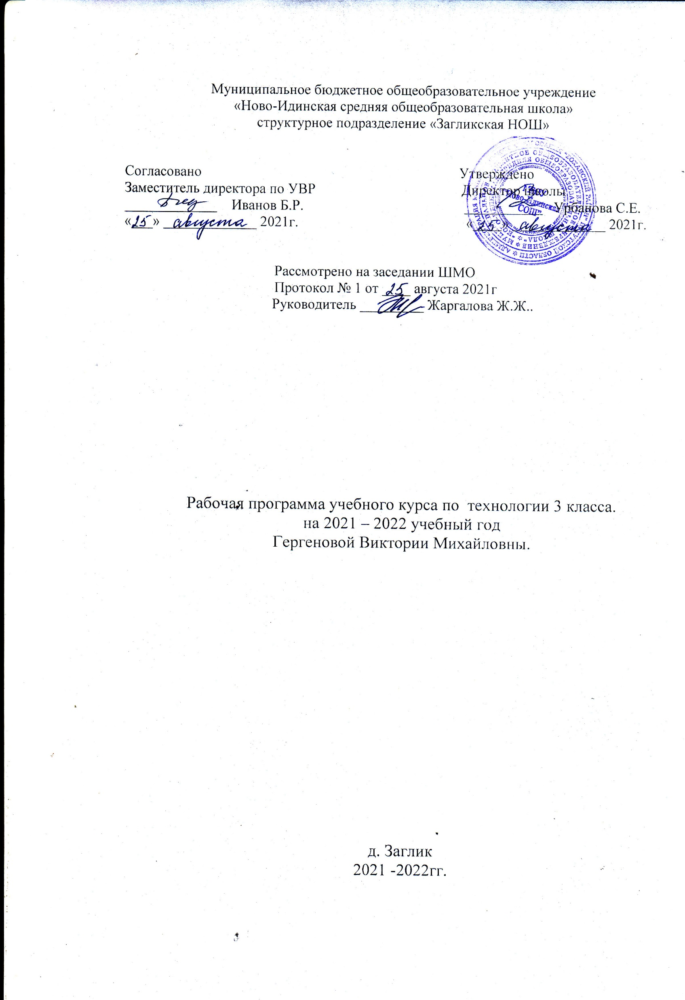 Муниципальное бюджетное общеобразовательное учреждение
«Ново-Идинская средняя общеобразовательная школа»
структурное подразделение «Загликская НОШ»
Согласовано
Заместитель директора по УВР
Иванов Б.Р.
«25» августа 2021г.
Утверждено
Директор школы
Урбанова С.Е.
«25» августа 2021г.
Ново-Идинская
СОШ"
Рассмотрено на заседании ШМО
Протокол № 1 от 25 августа 2021г
Руководитель Жаргалова Ж.Ж..
Рабочая программа учебного курса по технологии 3 класса.
на 2021 – 2022 учебный год
Гергеновой Виктории Михайловны.
д. Заглик
2021 -2022гг.